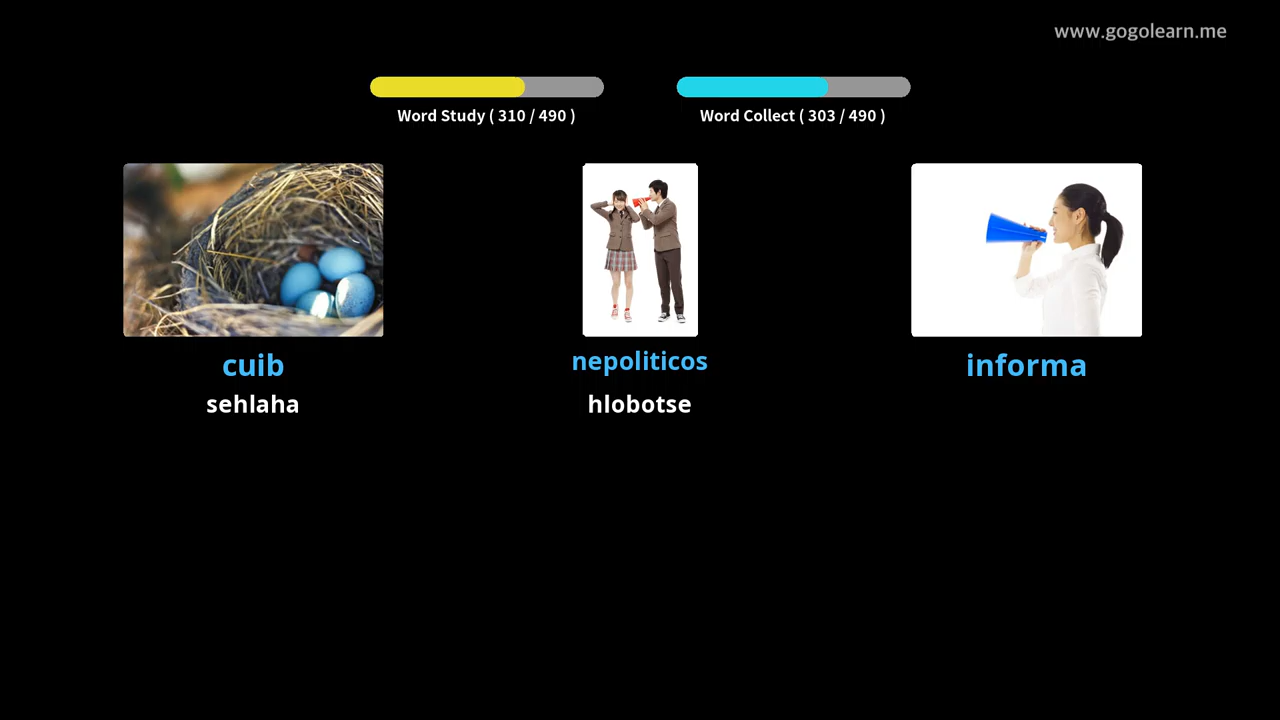 www.gogolearn.me
Word Study ( 310 / 490 )
Word Collect ( 303 / 490 )
cuib
sehlaha
nepoliticos
hlobotse
informa